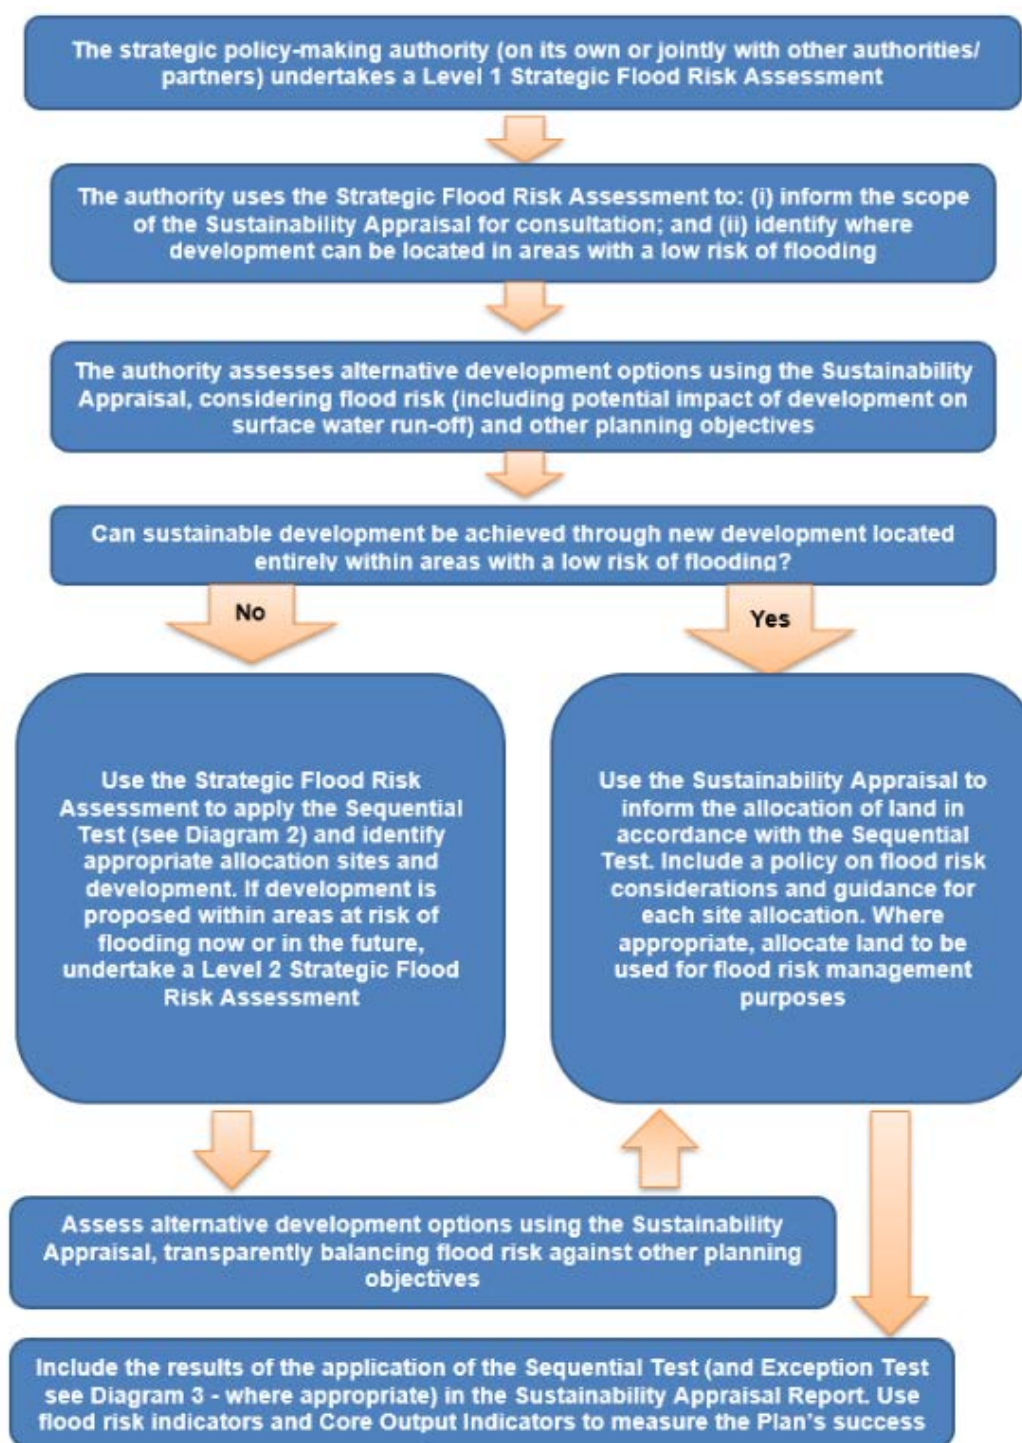 The strategic policy-making authority (on its own or jointly with other authorities/
partners) undertakes a Level 1 Strategic Flood Risk Assessment
The authority uses the Strategic Flood Risk Assessment to: (i) inform the scope
of the Sustainability Appraisal for consultation; and (ii) identify where
development can be located in areas with a low risk of flooding
The authority assesses alternative development options using the Sustainability
Appraisal, considering flood risk (including potential impact of development on
surface water run-off) and other planning objectives
Can sustainable development be achieved through new development located
entirely within areas with a low risk of flooding?
No
Yes
Use the Strategic Flood Risk
Assessment to apply the Sequential
Test (see Diagram 2) and identify
appropriate allocation sites and
development. If development is
proposed within areas at risk of
flooding now or in the future,
undertake a Level 2 Strategic Flood
Risk Assessment
Use the Sustainability Appraisal to
inform the allocation of land in
accordance with the Sequential
Test. Include a policy on flood risk
considerations and guidance for
each site allocation. Where
appropriate, allocate land to be
used for flood risk management
purposes
Assess alternative development options using the Sustainability
Appraisal, transparently balancing flood risk against other planning
objectives
Include the results of the application of the Sequential Test (and Exception Test
see Diagram 3 - where appropriate) in the Sustainability Appraisal Report. Use
flood risk indicators and Core Output Indicators to measure the Plan's success